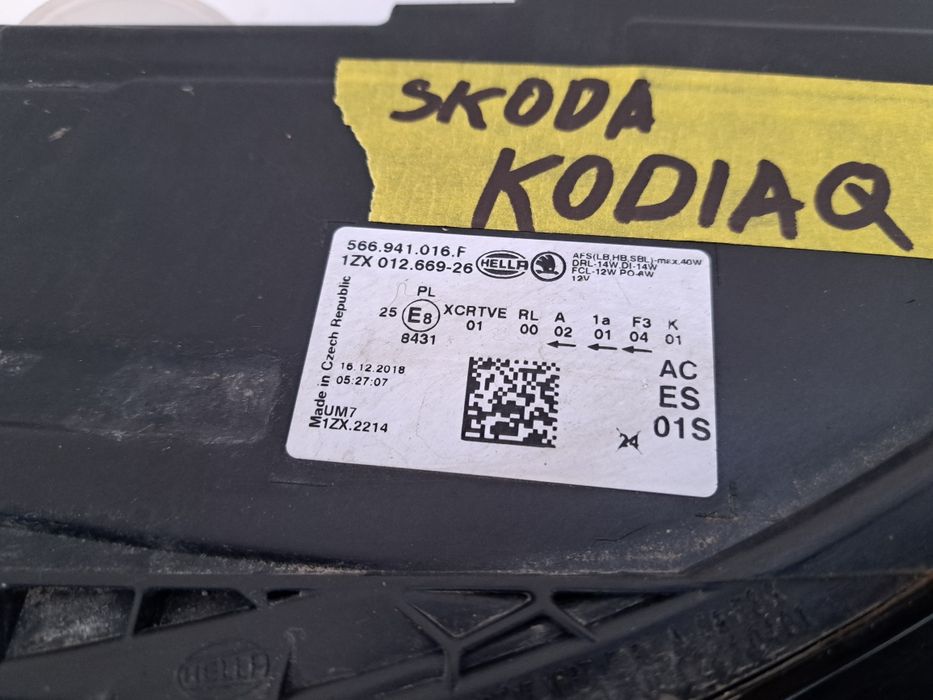 SKODA
KODIAQ
566.941.016.F
1ZX 012.669-26
HELLA
AFS(LB,HB,SBL)-max.40W
DRL-14W,DI-14W
FCL-12W PO-4W
12V
Made in Czech Republic
PL
25 E8 XCRTVE RL A 1a F3 K
01 00 02 01 04 01
8431
← ← ←
16.12.2018
05:27:07
UM7
M1ZX.2214
24
AC
ES
01S
HELLA